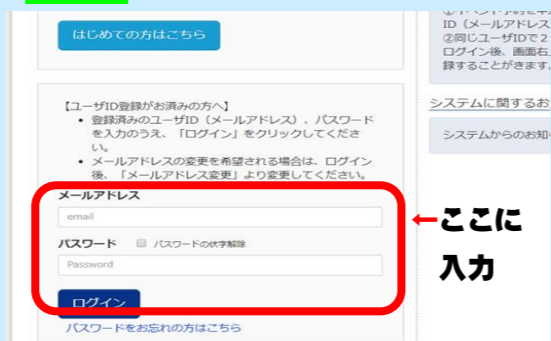 はじめての方はこちら
【ユーザID登録がお済みの方へ】
• 登録済みのユーザID（メールアドレス）、パスワード
を入力のうえ、「ログイン」をクリックしてくださ
い。
• メールアドレスの変更を希望される場合は、ログイン
後、「メールアドレス変更」より変更してください。
メールアドレス
email
パスワード パスワードの伏字解除
Password
ログイン
パスワードをお忘れの方はこちら
ID（メールアドレス
②同じユーザIDで２
ログイン後、画面右上
録することができます。
システムに関するお
システムからのお知
←ここに
入力